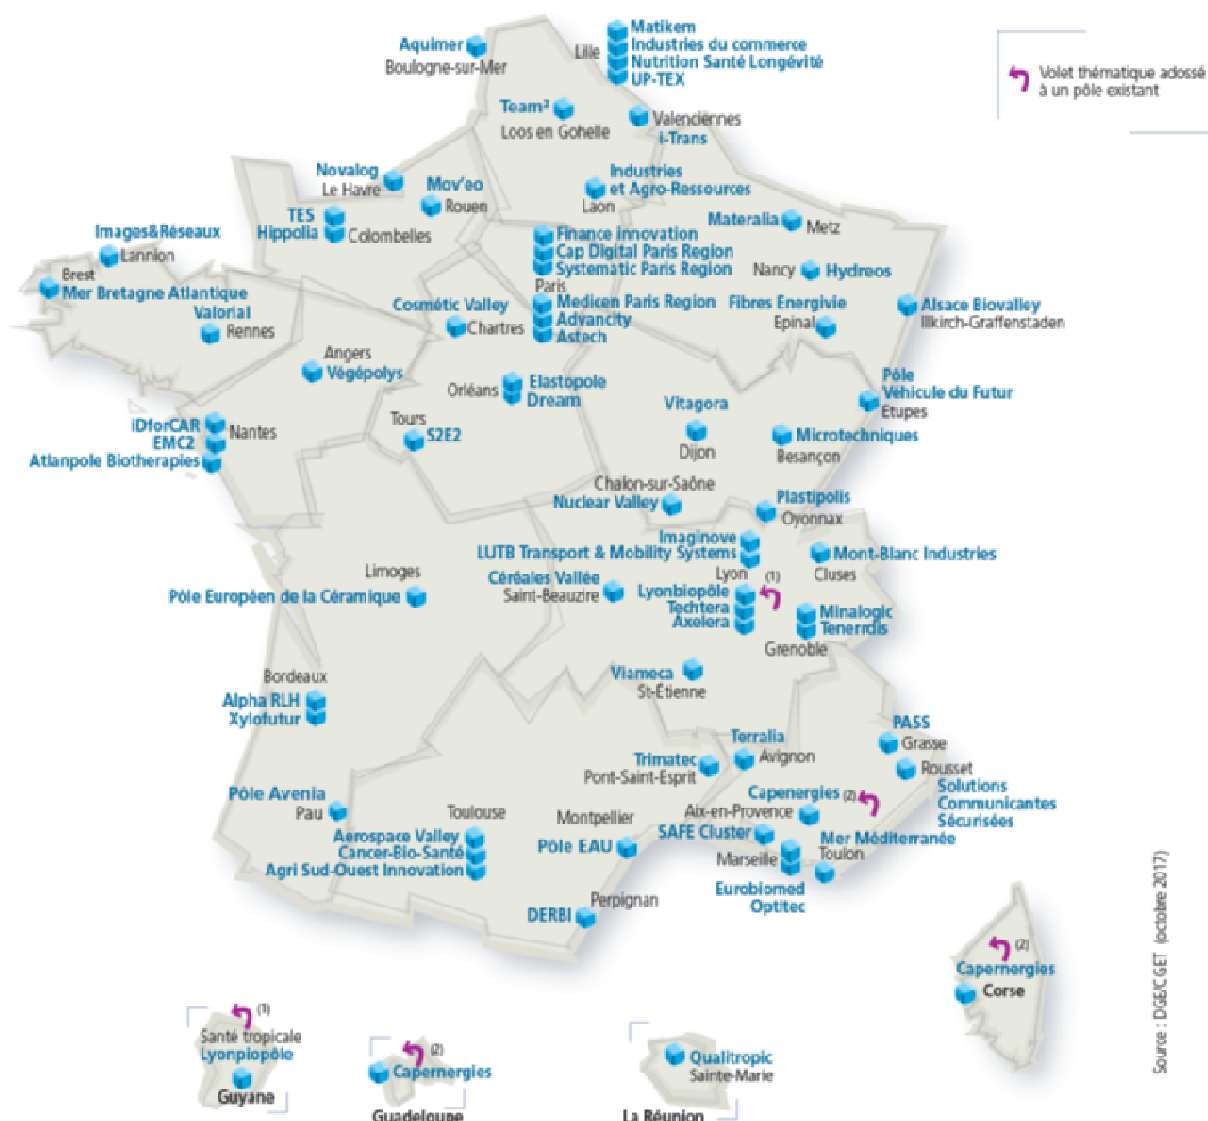 Matikem
Aquimer
Lille
Industries du commerce
Boulogne-sur-Mer
Nutrition Santé Longévité
UP-TEX
Volet thématique adossé
à un pôle existant
Team²
Loos en Gohelle
Valenciennes
i-Trans
Novalog
Le Havre
Mov'eo
Rouen
Industries
et Agro-Ressources
Laon
TES
Hippolia
Colombelles
Materalia
Metz
Images&Réseaux
Lannion
Finance innovation
Cap Digital Paris Region
Systematic Paris Region
Paris
Medicen Paris Region
Advancity
Astech
Nancy
Hydreos
Brest
Mer Bretagne Atlantique
Valorial
Rennes
Cosmétic Valley
Chartres
Fibres Energivie
Epinal
Alsace Biovalley
Illkirch-Graffenstaden
Angers
Végépolys
Orléans
Elastopole
Dream
Pôle
Véhicule du Futur
Etupes
Vitagora
Dijon
Tours
S2E2
iDforCAR
EMC2
Nantes
Atlanpole Biotherapies
Microtechniques
Besançon
Chalon-sur-Saône
Nuclear Valley
Plastipolis
Oyonnax
Imaginove
LUTB Transport & Mobility Systems
Lyon
(1)
Lyonbiopôle
Techtera
Axelera
Mont-Blanc Industries
Cluses
Limoges
Pôle Européen de la Céramique
Céréales Vallée
Saint-Beauzire
Minalogic
Tenerrdis
Grenoble
Viameca
St-Étienne
Bordeaux
Alpha RLH
Xylofutur
PASS
Grasse
Terralia
Avignon
Trimatec
Pont-Saint-Esprit
Rousset
Solutions
Communicantes
Sécurisées
Pôle Avenia
Pau
Capenergies (2)
Aix-en-Provence
Toulouse
Aerospace Valley
Cancer-Bio-Santé
Agri Sud-Ouest Innovation
Montpellier
Pôle EAU
SAFE Cluster
Mer Méditerranée
Toulon
Marseille
Eurobiomed
Optitec
Perpignan
DERBI
(2)
Capernergies
Corse
Source : DGE/CGET (octobre 2017)
(1)
Santé tropicale
Lyonpiopôle
Guyane
(2)
Capernergies
Guadeloupe
Qualitropic
Sainte-Marie
La Réunion